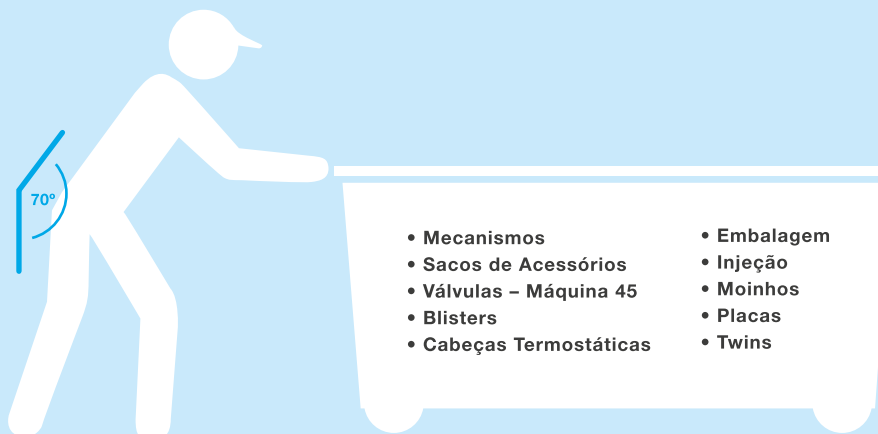 70º
• Mecanismos
• Sacos de Acessórios
• Válvulas – Máquina 45
• Blisters
• Cabeças Termostáticas
• Embalagem
• Injeção
• Moinhos
• Placas
• Twins